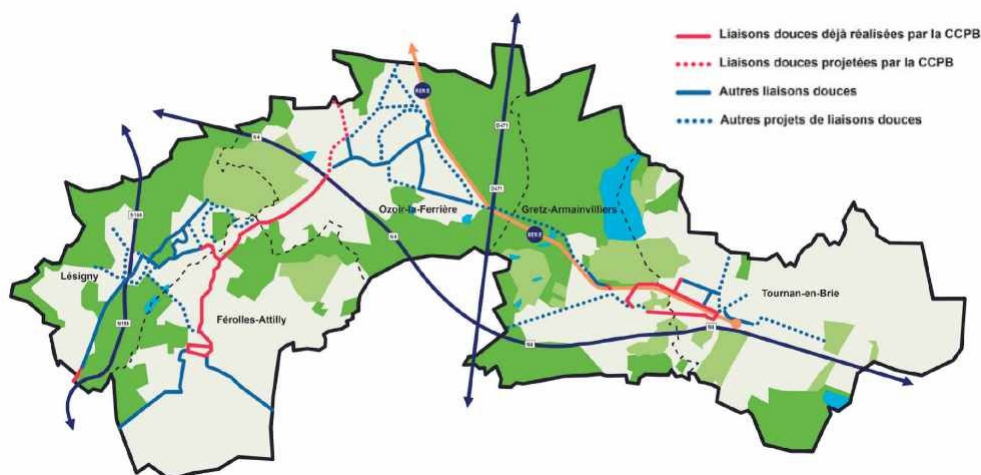 Liaisons douces déjà réalisées par la CCPB
Liaisons douces projetées par la CCPB
Autres liaisons douces
Autres projets de liaisons douces
RER E
D471
N4
N104
D471
Ozoir-la-Ferrière
Gretz-Armainvilliers
RER E
N4
Lésigny
Tournan-en-Brie
Férolles-Attilly
N104
N4
N4